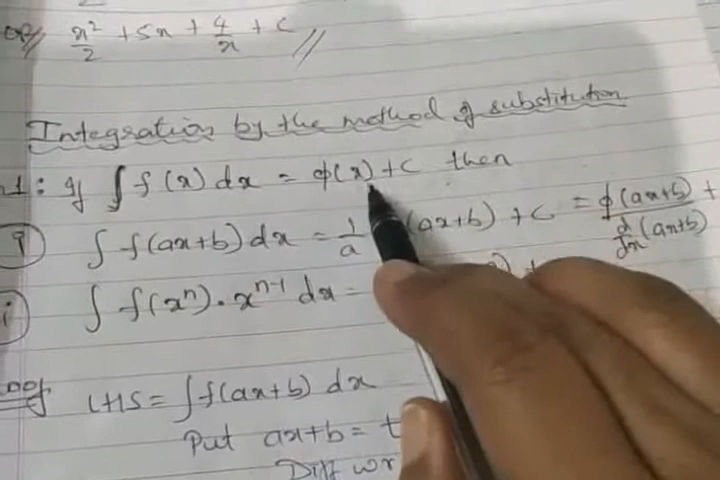 x²/2 + 5x + 4/x + c //
Integration by the method of substitution
1: If ∫ f(x) dx = φ(x) + c then
∫ f(ax+b) dx = 1/a (ax+b) + c = φ(ax+b) / d/dx (ax+b) +
i) ∫ f(xⁿ) · xⁿ⁻¹ dx =
LHS = ∫ f(ax+b) dx
Put ax+b = t
Diff wr